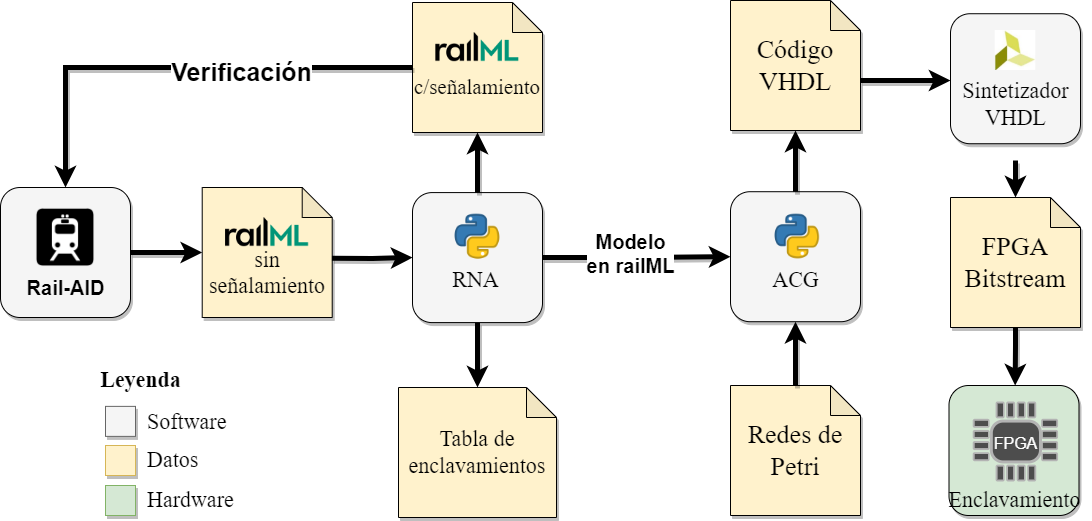 Rail-AID
railML
sin
señalamiento
Verificación
railML
c/señalamiento
RNA
Tabla de
enclavamientos
Modelo
en railML
Código
VHDL
ACG
Redes de
Petri
Sintetizador
VHDL
FPGA
Bitstream
FPGA
Enclavamiento
Leyenda
Software
Datos
Hardware